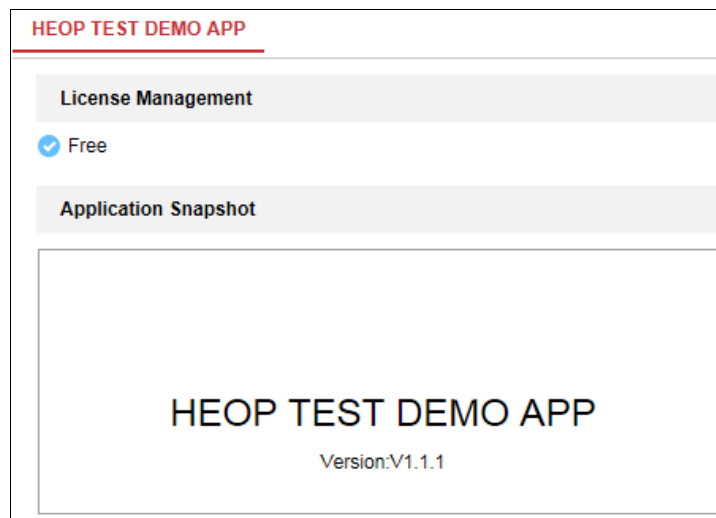 HEOP TEST DEMO APP
License Management
Free
Application Snapshot
HEOP TEST DEMO APP
Version:V1.1.1